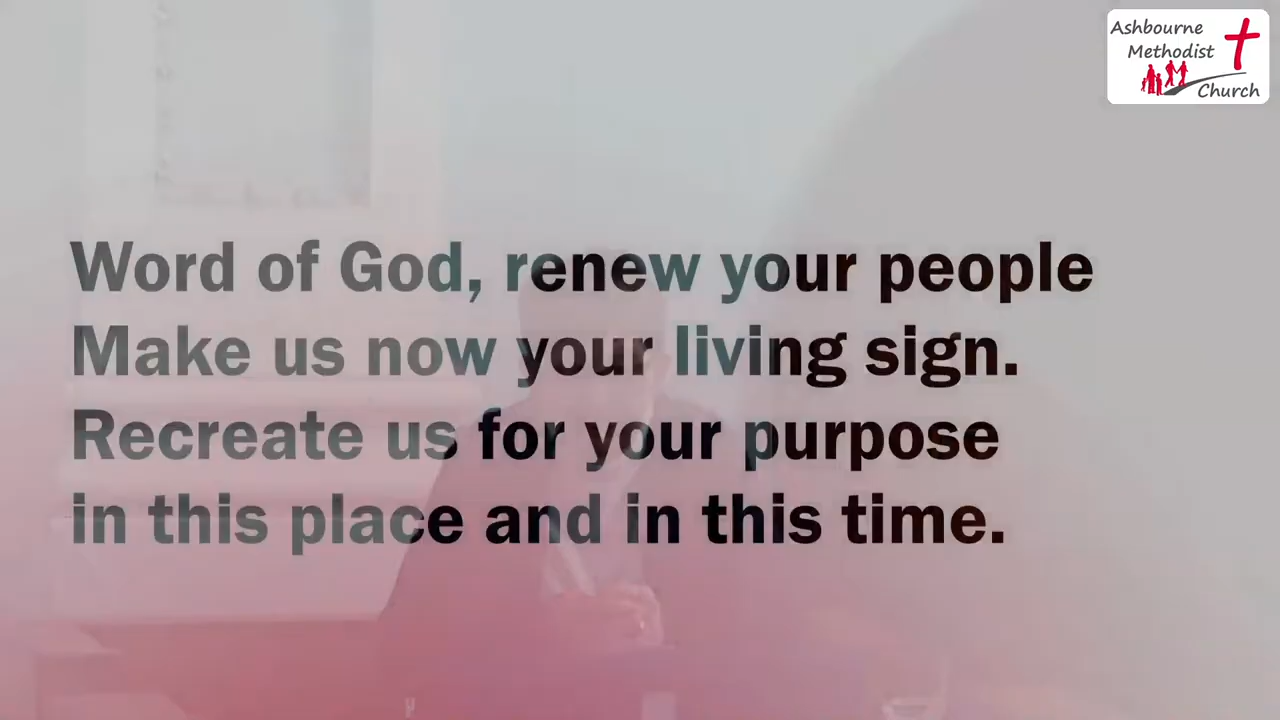 Ashbourne
Methodist
Church
Word of God, renew your people
Make us now your living sign.
Recreate us for your purpose
in this place and in this time.